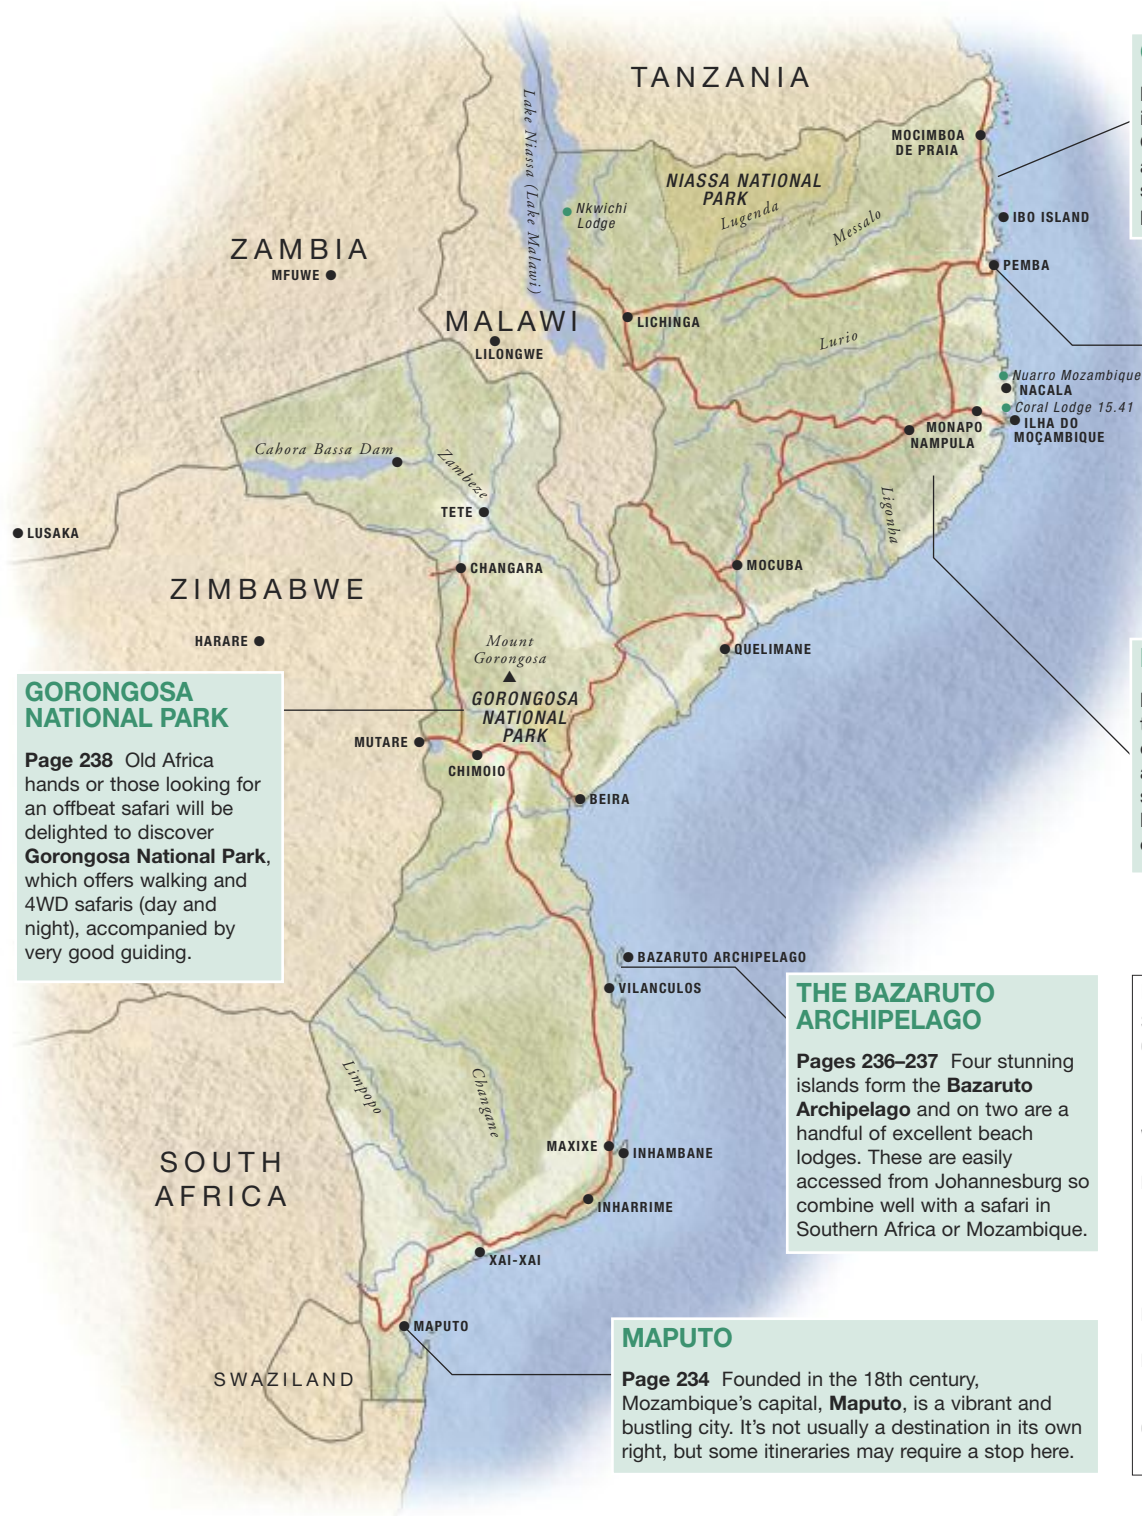 TANZANIA
MOCIMBOA
DE PRAIA
NIASSA NATIONAL
PARK
Lugenda
Messalo
Lake Niassa (Lake Malawi)
Nkwichi
Lodge
IBO ISLAND
ZAMBIA
MFUWE
PEMBA
MALAWI
LILONGWE
LICHINGA
Lurio
Nuarro Mozambique
NACALA
Coral Lodge 15.41
ILHA DO
MOÇAMBIQUE
MONAPO
NAMPULA
Cahora Bassa Dam
Zambeze
TETE
Ligonha
LUSAKA
CHANGARA
MOCUBA
ZIMBABWE
HARARE
Mount
Gorongosa
QUELIMANE
GORONGOSA
NATIONAL
PARK
MUTARE
CHIMOIO
BEIRA
GORONGOSA
NATIONAL PARK
Page 238 Old Africa
hands or those looking for
an offbeat safari will be
delighted to discover
Gorongosa National Park,
which offers walking and
4WD safaris (day and
night), accompanied by
very good guiding.
BAZARUTO ARCHIPELAGO
VILANCULOS
THE BAZARUTO
ARCHIPELAGO
Pages 236–237 Four stunning
islands form the Bazaruto
Archipelago and on two are a
handful of excellent beach
lodges. These are easily
accessed from Johannesburg so
combine well with a safari in
Southern Africa or Mozambique.
Limpopo
Changane
MAXIXE
INHAMBANE
SOUTH
AFRICA
INHARRIME
XAI-XAI
MAPUTO
SWAZILAND
MAPUTO
Page 234 Founded in the 18th century,
Mozambique's capital, Maputo, is a vibrant and
bustling city. It's not usually a destination in its own
right, but some itineraries may require a stop here.